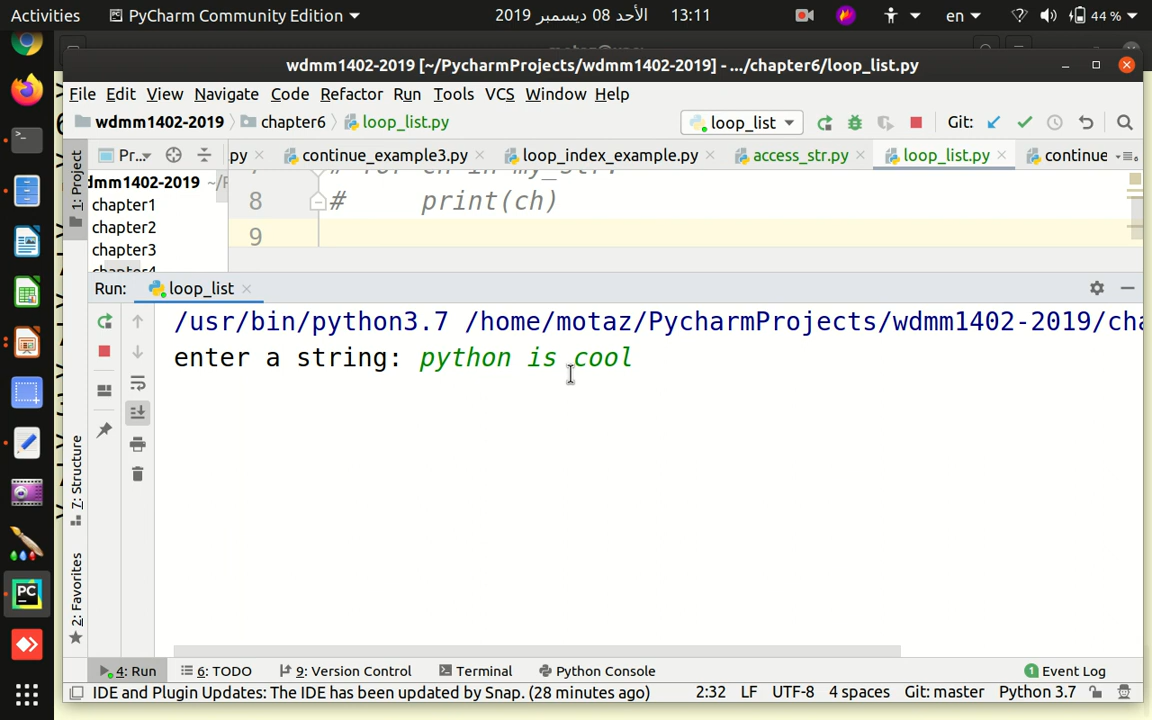 Activities PyCharm Community Edition الأحد 08 ديسمبر 2019 13:11 en 44 %
wdmm1402-2019 [~/PycharmProjects/wdmm1402-2019] - .../chapter6/loop_list.py
File Edit View Navigate Code Refactor Run Tools VCS Window Help
wdmm1402-2019 chapter6 loop_list.py loop_list Git:
1: Project Pr... .py continue_example3.py loop_index_example.py access_str.py loop_list.py continue
dmm1402-2019 ~/P
chapter1 8 # print(ch)
chapter2 9
chapter3
Run: loop_list
/usr/bin/python3.7 /home/motaz/PycharmProjects/wdmm1402-2019/cha
enter a string: python is cool
7: Structure
2: Favorites
4: Run 6: TODO 9: Version Control Terminal Python Console 1 Event Log
IDE and Plugin Updates: The IDE has been updated by Snap. (28 minutes ago) 2:32 LF UTF-8 4 spaces Git: master Python 3.7